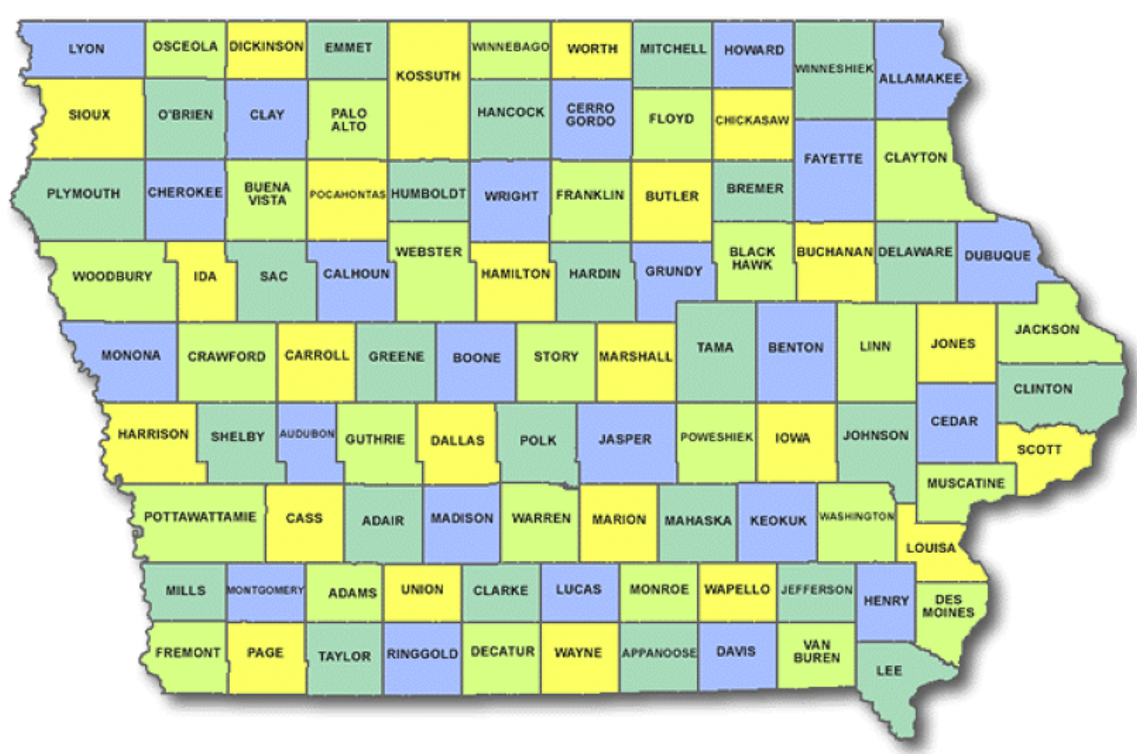 LYON
OSCEOLA
DICKINSON
EMMET
KOSSUTH
WINNEBAGO
WORTH
MITCHELL
HOWARD
WINNESHIEK
ALLAMAKEE
SIOUX
O'BRIEN
CLAY
PALO
ALTO
HANCOCK
CERRO
GORDO
FLOYD
CHICKASAW
FAYETTE
CLAYTON
PLYMOUTH
CHEROKEE
BUENA
VISTA
POCAHONTAS
HUMBOLDT
WRIGHT
FRANKLIN
BUTLER
BREMER
WOODBURY
IDA
SAC
CALHOUN
WEBSTER
HAMILTON
HARDIN
GRUNDY
BLACK
HAWK
BUCHANAN
DELAWARE
DUBUQUE
MONONA
CRAWFORD
CARROLL
GREENE
BOONE
STORY
MARSHALL
TAMA
BENTON
LINN
JONES
JACKSON
CLINTON
HARRISON
SHELBY
AUDUBON
GUTHRIE
DALLAS
POLK
JASPER
POWESHIEK
IOWA
JOHNSON
CEDAR
SCOTT
MUSCATINE
POTTAWATTAMIE
CASS
ADAIR
MADISON
WARREN
MARION
MAHASKA
KEOKUK
WASHINGTON
LOUISA
MILLS
MONTGOMERY
ADAMS
UNION
CLARKE
LUCAS
MONROE
WAPELLO
JEFFERSON
HENRY
DES
MOINES
FREMONT
PAGE
TAYLOR
RINGGOLD
DECATUR
WAYNE
APPANOOSE
DAVIS
VAN
BUREN
LEE